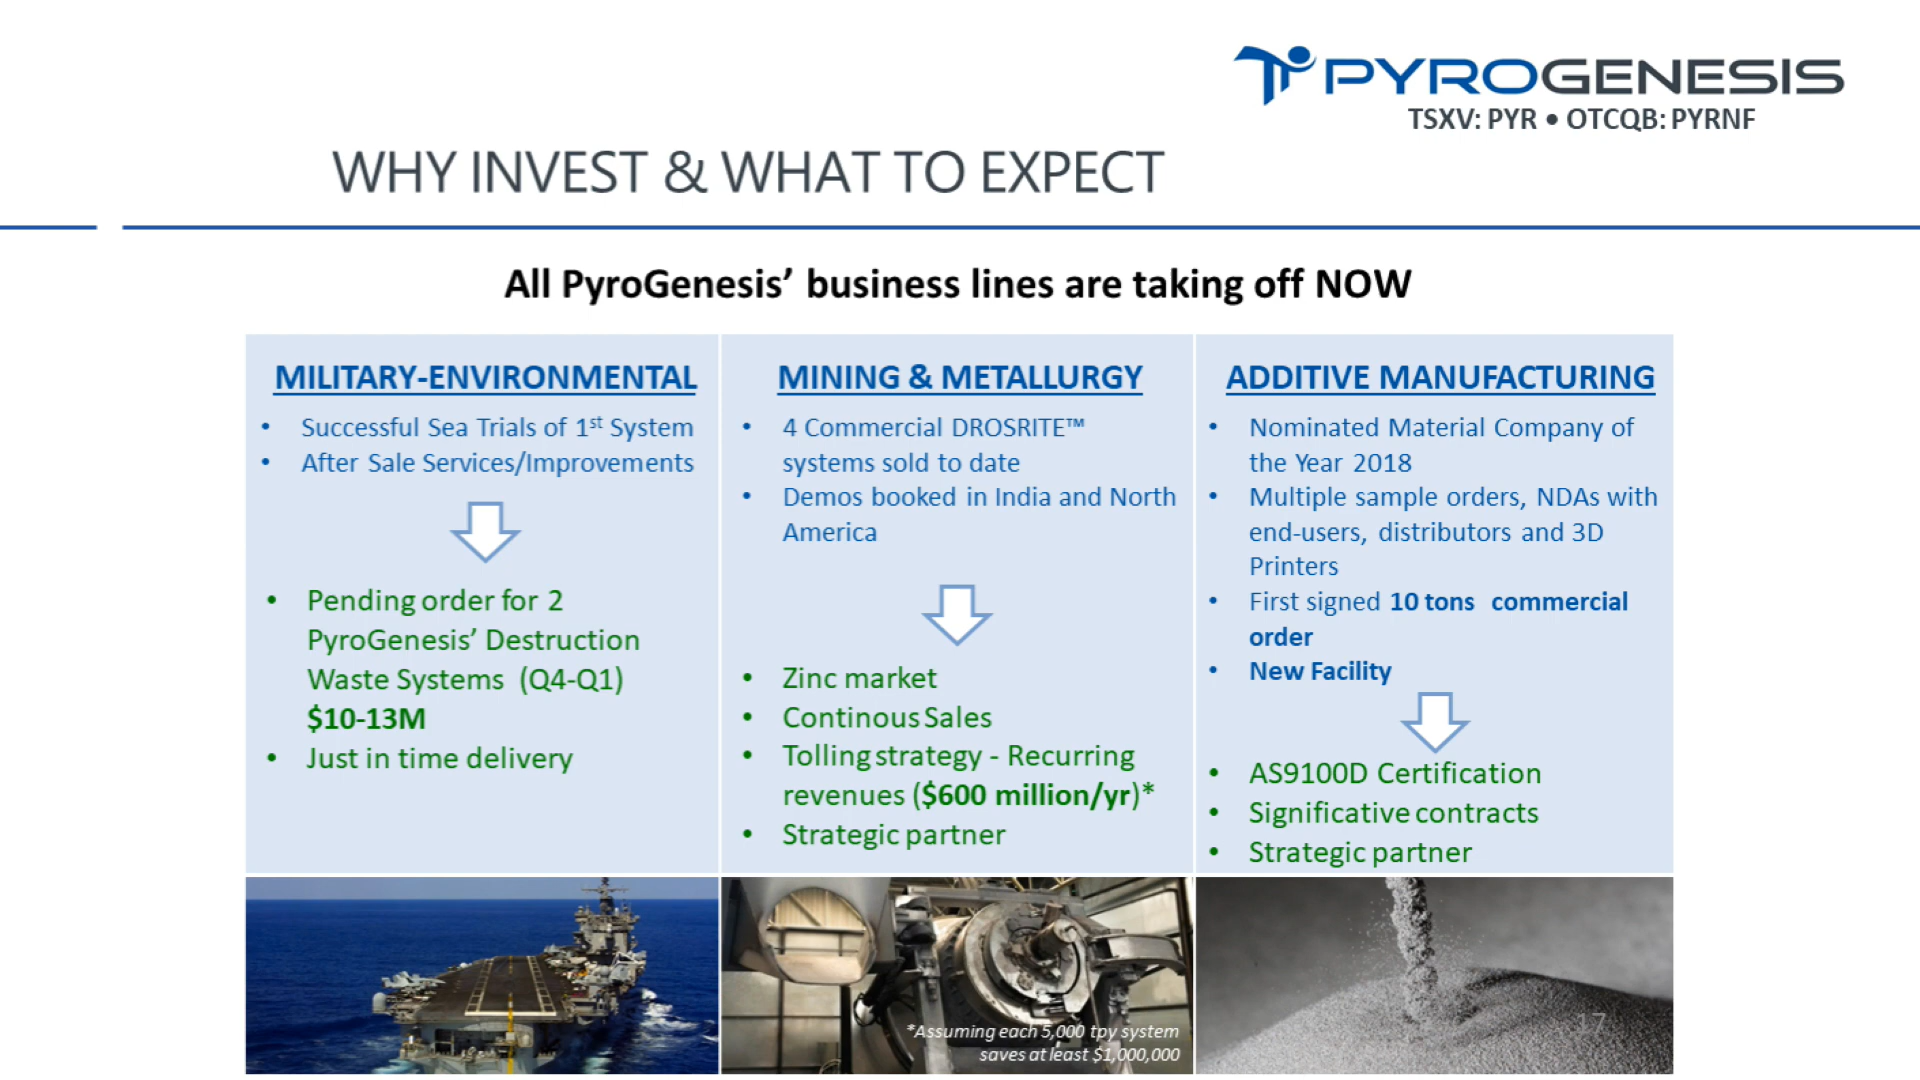 PYROGENESIS
TSXV: PYR • OTCQB: PYRNF
WHY INVEST & WHAT TO EXPECT
All PyroGenesis’ business lines are taking off NOW
MILITARY-ENVIRONMENTAL
• Successful Sea Trials of 1st System
• After Sale Services/Improvements
• Pending order for 2
PyroGenesis’ Destruction
Waste Systems (Q4-Q1)
$10-13M
• Just in time delivery
MINING & METALLURGY
• 4 Commercial DROSRITE™
systems sold to date
• Demos booked in India and North
America
• Zinc market
• Continous Sales
• Tolling strategy - Recurring
revenues ($600 million/yr)*
• Strategic partner
*Assuming each 5,000 tpy system
saves at least $1,000,000
ADDITIVE MANUFACTURING
• Nominated Material Company of
the Year 2018
• Multiple sample orders, NDAs with
end-users, distributors and 3D
Printers
• First signed 10 tons commercial
order
• New Facility
• AS9100D Certification
• Significative contracts
• Strategic partner
17